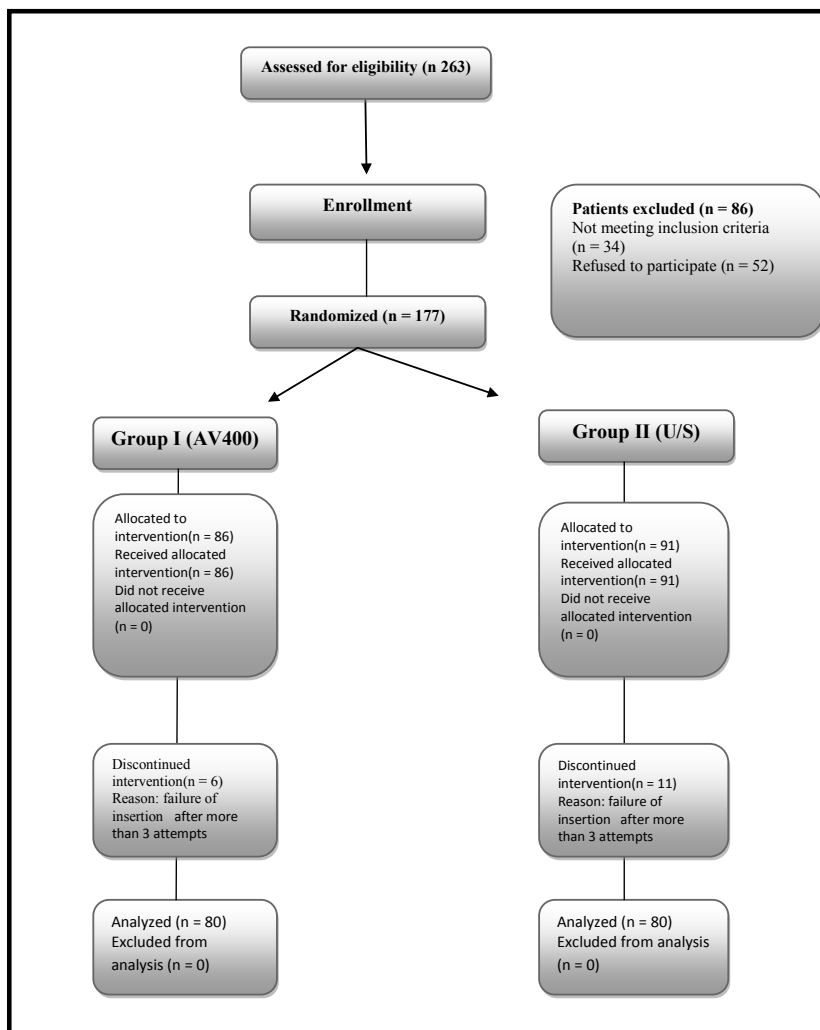 Assessed for eligibility (n 263)
Enrollment
Patients excluded (n = 86)
Not meeting inclusion criteria
(n = 34)
Refused to participate (n = 52)
Randomized (n = 177)
Group I (AV400)
Group II (U/S)
Allocated to
intervention(n = 86)
Received allocated
intervention(n = 86)
Did not receive
allocated intervention
(n = 0)
Allocated to
intervention(n = 91)
Received allocated
intervention(n = 91)
Did not receive
allocated intervention
(n = 0)
Discontinued
intervention(n = 6)
Reason: failure of
insertion after more
than 3 attempts
Discontinued
intervention(n = 11)
Reason: failure of
insertion after more
than 3 attempts
Analyzed (n = 80)
Excluded from
analysis (n = 0)
Analyzed (n = 80)
Excluded from analysis
(n = 0)